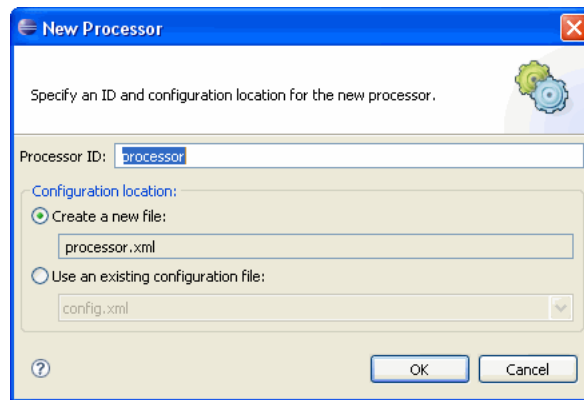 New Processor
Specify an ID and configuration location for the new processor.
Processor ID: processor
Configuration location:
Create a new file:
processor.xml
Use an existing configuration file:
config.xml
?
OK Cancel